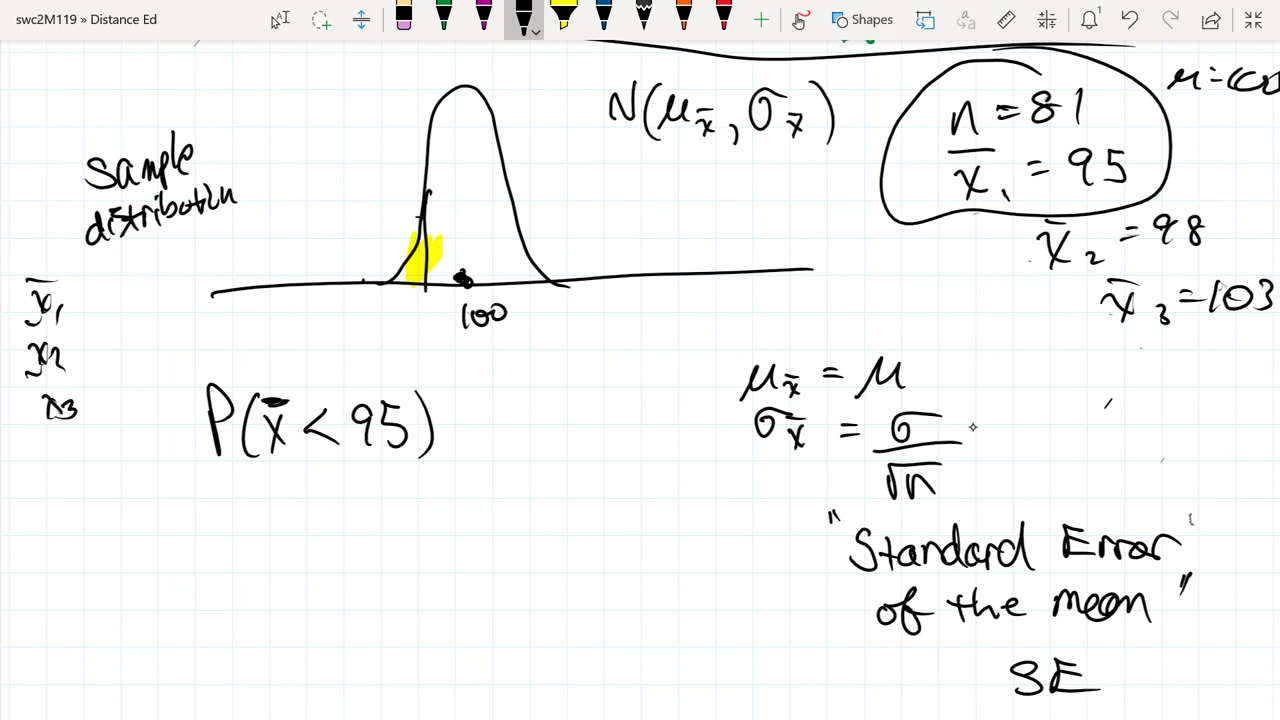 swc2M119 » Distance Ed
Shapes
1
N(μx̄, σx̄)
n = 81
x̄₁ = 95
x̄₂ = 98
x̄₃ = 103
Sample
distribution
100
x̄₁
x̄₂
P(x̄ < 95)
μx̄ = μ
σx̄ = σ/√n
"Standard Error
of the mean"
SE